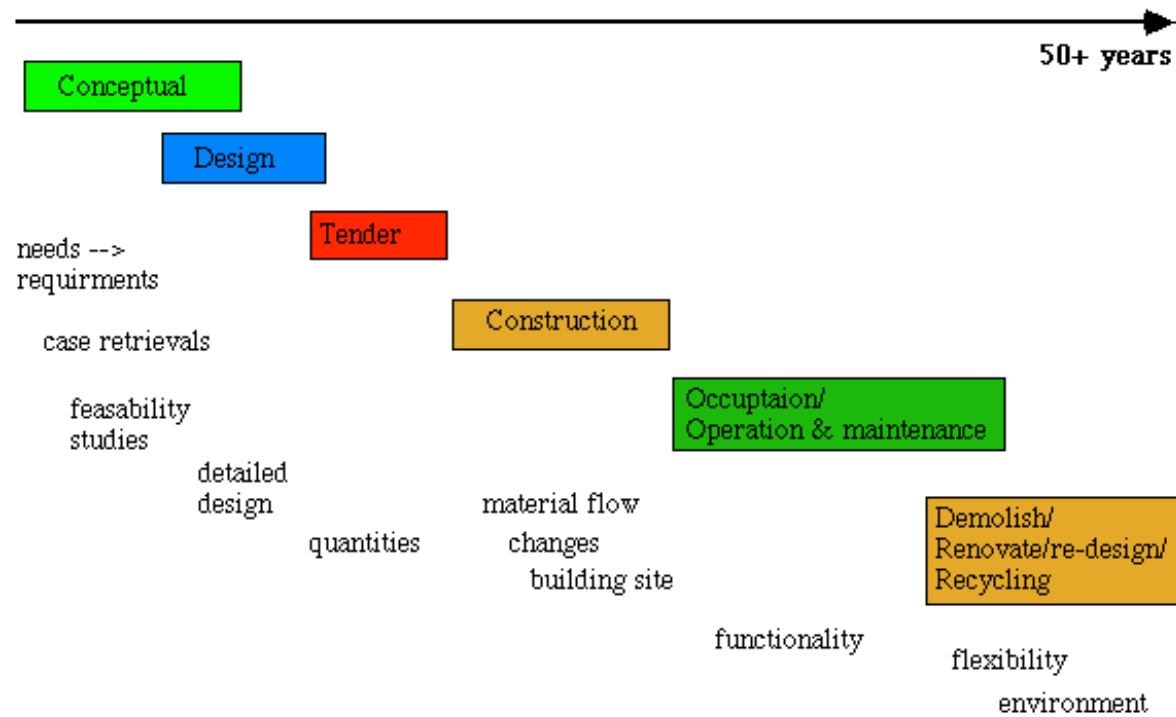 50+ years
Conceptual
Design
Tender
needs -->
requirments
Construction
case retrievals
Occuptaion/
Operation & maintenance
feasability
studies
detailed
design
material flow
Demolish/
Renovate/re-design/
Recycling
quantities
changes
building site
functionality
flexibility
environment